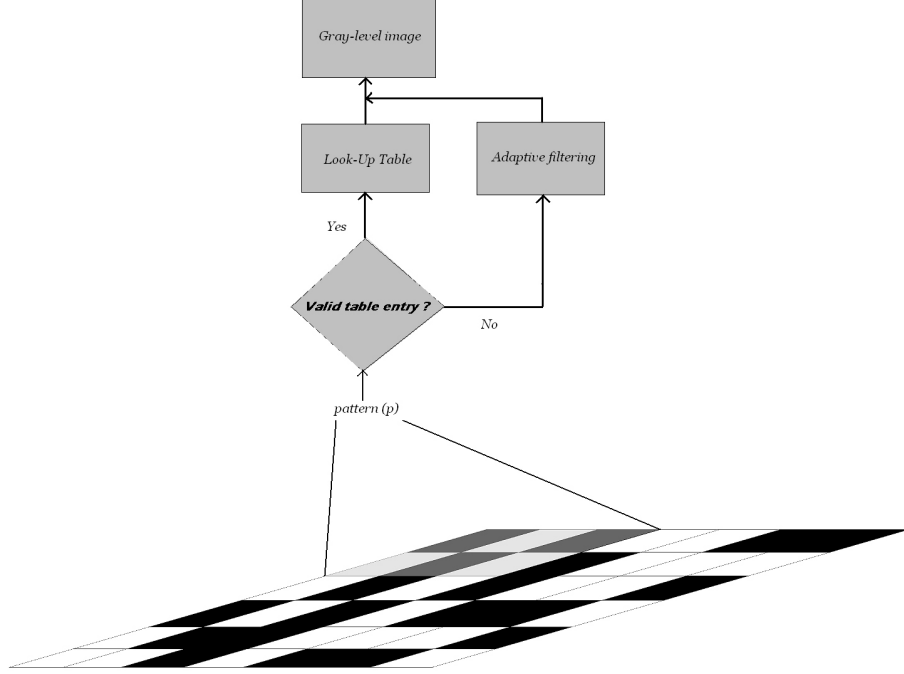 Gray-level image
Look-Up Table
Adaptive filtering
Yes
Valid table entry ?
No
pattern (p)